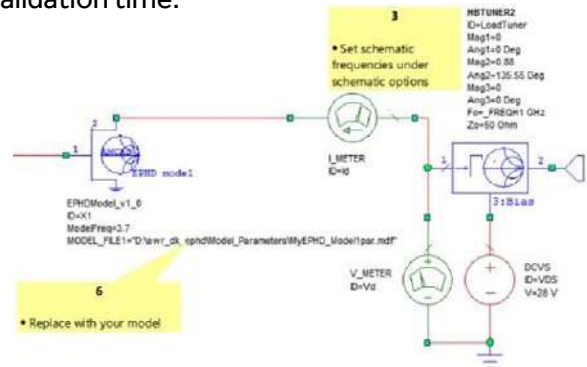 alidation time.
3
• Set schematic
frequencies under
schematic options
HBTUNER2
ID=LoadTuner
Mag1=0
Ang1=0 Deg
Mag2=0.88
Ang2=135.55 Deg
Mag3=0
Ang3=0 Deg
Fo=_FREQH1 GHz
Zo=50 Ohm
2
1
EPHD model
I_METER
ID=Id
1
2
3:Bias
EPHDModel_v1_0
ID=X1
ModelFreq=3.7
MODEL_FILE1="D:\awr_dk_ephd\Model_Parameters\MyEPHD_Model1par.mdf"
V_METER
ID=Vd
DCVS
ID=VDS
V=28 V
6
• Replace with your model